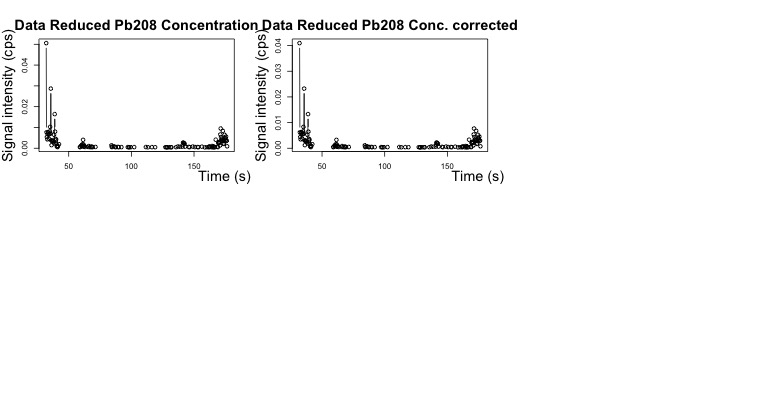 Data Reduced Pb208 Concentration
Signal intensity (cps)
0.00 0.02 0.04
50 100 150
Time (s)
Data Reduced Pb208 Conc. corrected
Signal intensity (cps)
0.00 0.01 0.02 0.03 0.04
50 100 150
Time (s)